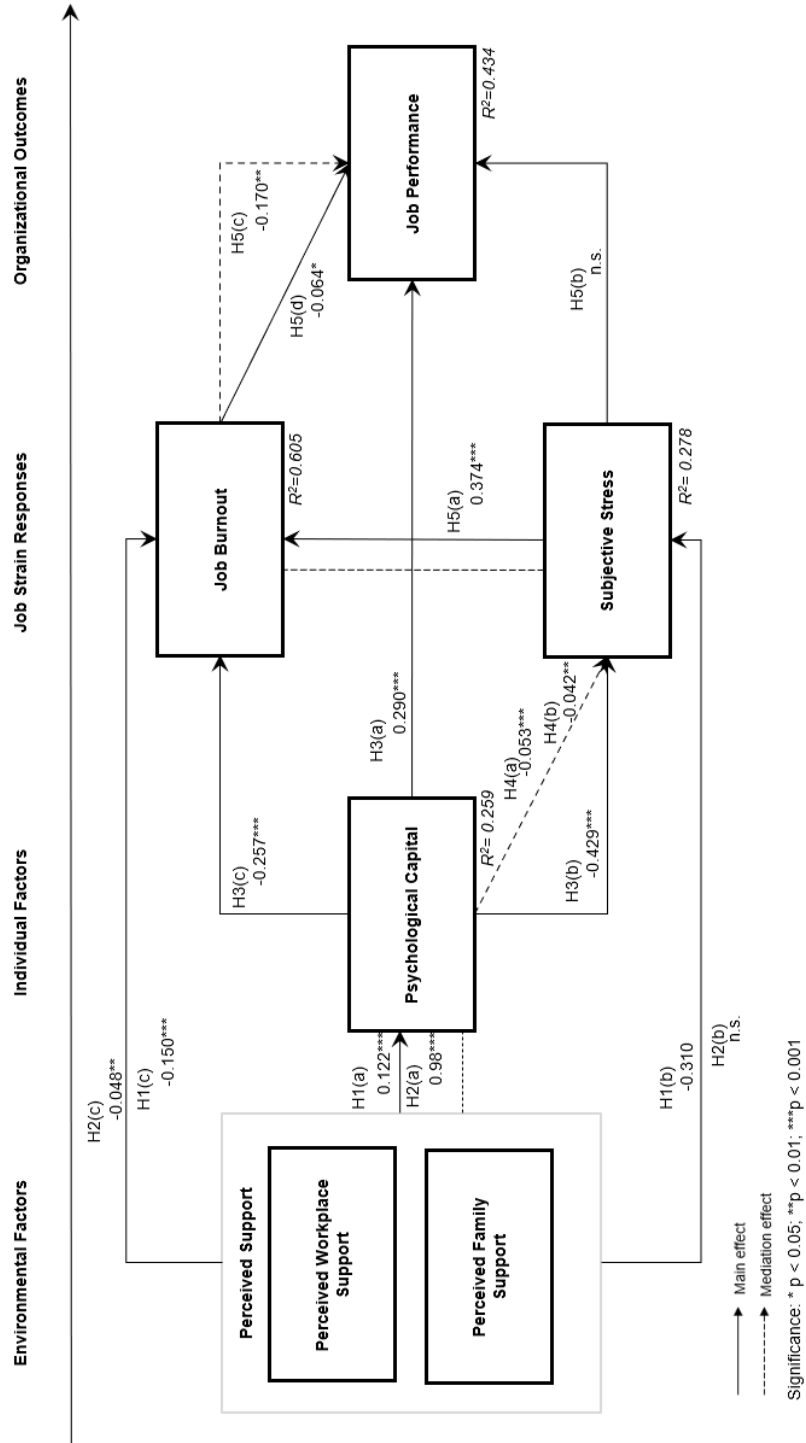 Environmental Factors
Individual Factors
Job Strain Responses
Organizational Outcomes
H2(c)
-0.048**
H1(c)
-0.150***
Perceived Support
Perceived Workplace
Support
Perceived Family
Support
H1(a)
0.122***
H2(a)
0.98***
H1(b)
-0.310
H2(b)
n.s.
Psychological Capital
R²= 0.259
H3(c)
-0.257***
H3(a)
0.290***
H4(a)
-0.053***
H4(b)
-0.042**
H3(b)
-0.429***
Job Burnout
R²=0.605
H5(a)
0.374***
Subjective Stress
R²= 0.278
H5(c)
-0.170**
H5(d)
-0.064*
H5(b)
n.s.
Job Performance
R²=0.434
Main effect
Mediation effect
Significance: * p < 0.05; **p < 0.01; ***p < 0.001